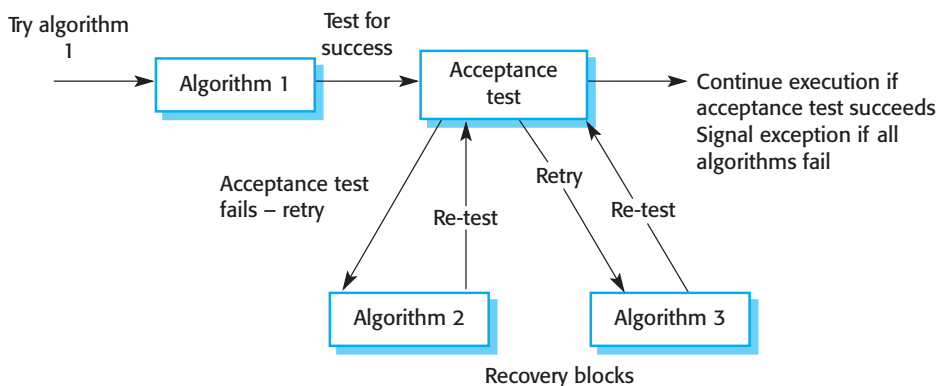 Try algorithm
1
Test for
success
Algorithm 1
Acceptance
test
Continue execution if
acceptance test succeeds
Signal exception if all
algorithms fail
Acceptance test
fails – retry
Re-test
Retry
Re-test
Algorithm 2
Algorithm 3
Recovery blocks